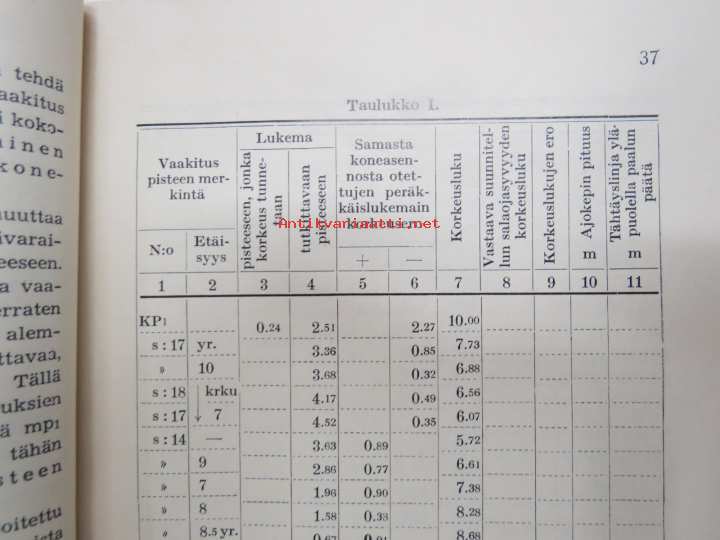 37
tehdä
aakitus
i koko-
ainen
kone-
uuttaa
ivarai-
eeseen.
a vaa-
erraten
alem-
ttavaa,
Tällä
uksien
ä mp1
tähän
steen
oitettu
Taulukko I.
Vaakitus
pisteen mer-
kintä
Lukema
Samasta
koneasen-
nosta otet-
tujen peräk-
käislukemain
Antikvariaatti.net
N:o Etäi-
syys
pisteeseen, jonka
korkeus tunne-
taan
tutkittavaan
pisteeseen
+ —
Korkeusluku
Vastaava suunnitel-
lun salaojasyvyyden
korkeusluku
Korkeuslukujen ero
Ajokepin pituus
m
Tähtäyslinja ylä-
puolella paalun
päätä
m
1 2 3 4 5 6 7 8 9 10 11
KP1 0.24 2.51 2.27 10.00
s:17 yr. 3.36 0.85 7.73
» 10 3.68 0.32 6.88
s:18 krku 4.17 0.49 6.56
s:17 ↓ 7 4.52 0.35 6.07
s:14 — 3.63 0.89 5.72
» 9 2.86 0.77 6.61
» 7 1.96 0.90 7.38
» 8 1.58 0.38 8.28
» 8.5 yr. 0.67 8.68